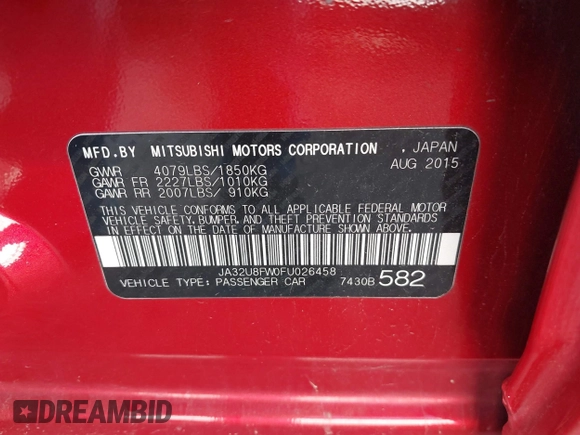 MFD.BY MITSUBISHI MOTORS CORPORATION , JAPAN
GVWR 4079LBS/1850KG AUG 2015
GAWR FR 2227LBS/1010KG
GAWR RR 2007LBS/ 910KG
THIS VEHICLE CONFORMS TO ALL APPLICABLE FEDERAL MOTOR
VEHICLE SAFETY, BUMPER, AND THEFT PREVENTION STANDARDS
IN EFFECT ON THE DATE OF MANUFACTURE SHOWN ABOVE.
JA32U8FW0FU026458
VEHICLE TYPE: PASSENGER CAR 7430B 582
DREAMBID